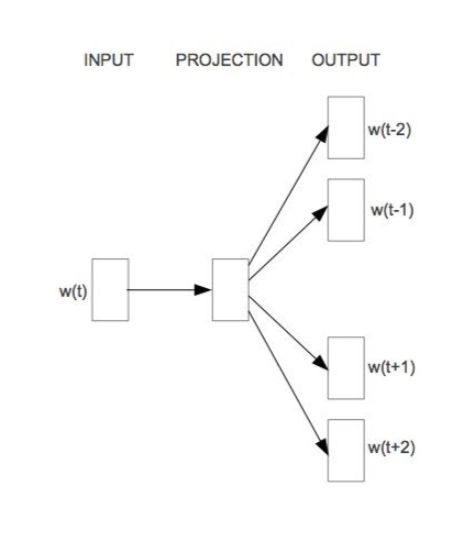 INPUT PROJECTION OUTPUT
w(t-2)
w(t-1)
w(t)
w(t+1)
w(t+2)